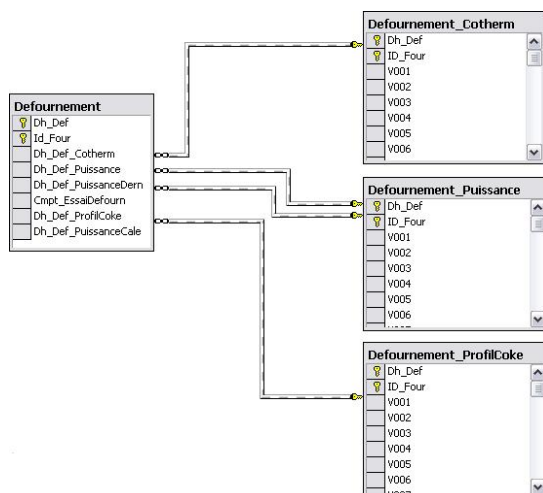 Defournement
Dh_Def
Id_Four
Dh_Def_Cotherm
Dh_Def_Puissance
Dh_Def_PuissanceDern
Cmpt_EssaiDefourn
Dh_Def_ProfilCoke
Dh_Def_PuissanceCale
Defournement_Cotherm
Dh_Def
ID_Four
V001
V002
V003
V004
V005
V006
Defournement_Puissance
Dh_Def
ID_Four
V001
V002
V003
V004
V005
V006
Defournement_ProfilCoke
Dh_Def
ID_Four
V001
V002
V003
V004
V005
V006